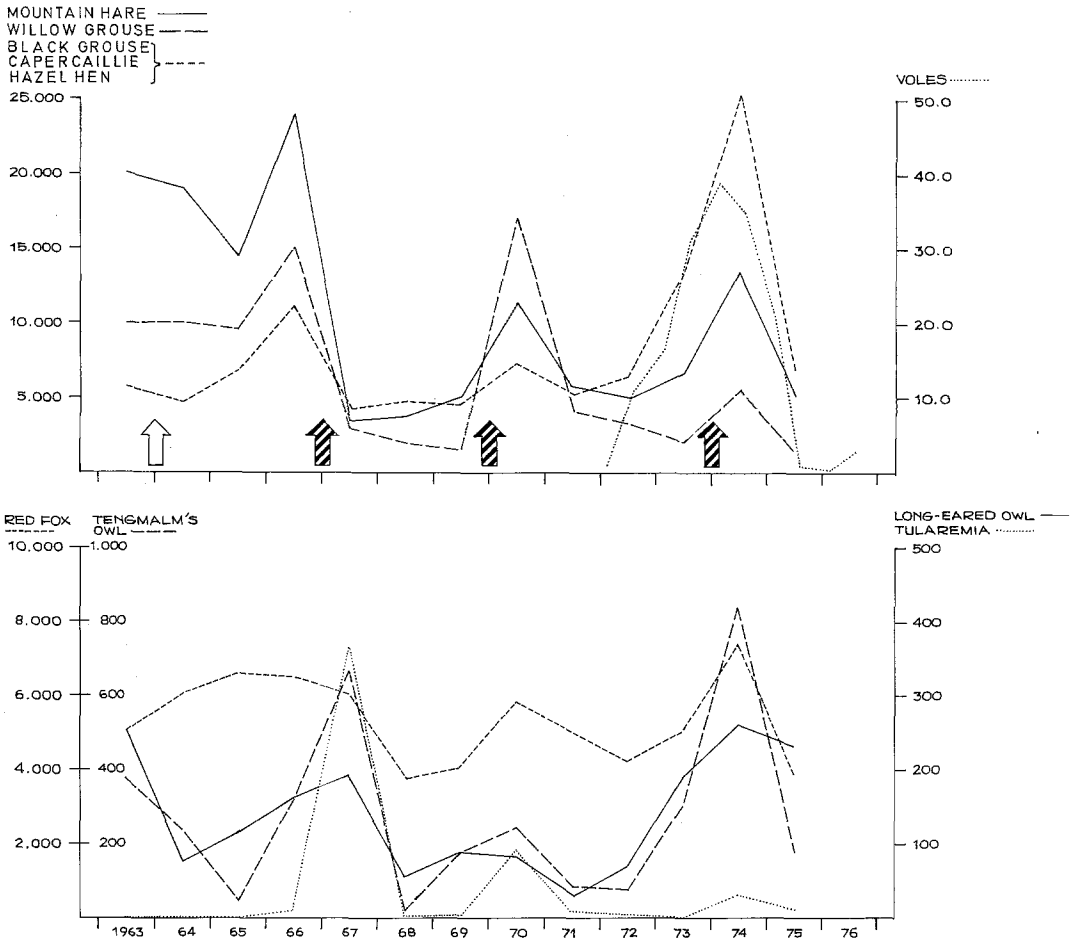 MOUNTAIN HARE
WILLOW GROUSE
BLACK GROUSE
CAPERCAILLIE
HAZEL HEN
VOLES
25.000
20.000
15.000
10.000
5.000
50.0
40.0
30.0
20.0
10.0
RED FOX
TENGMALM'S
OWL
LONG-EARED OWL
TULAREMIA
10.000
8.000
6.000
4.000
2.000
1.000
800
600
400
200
500
400
300
200
100
1963 64 65 66 67 68 69 70 71 72 73 74 75 76